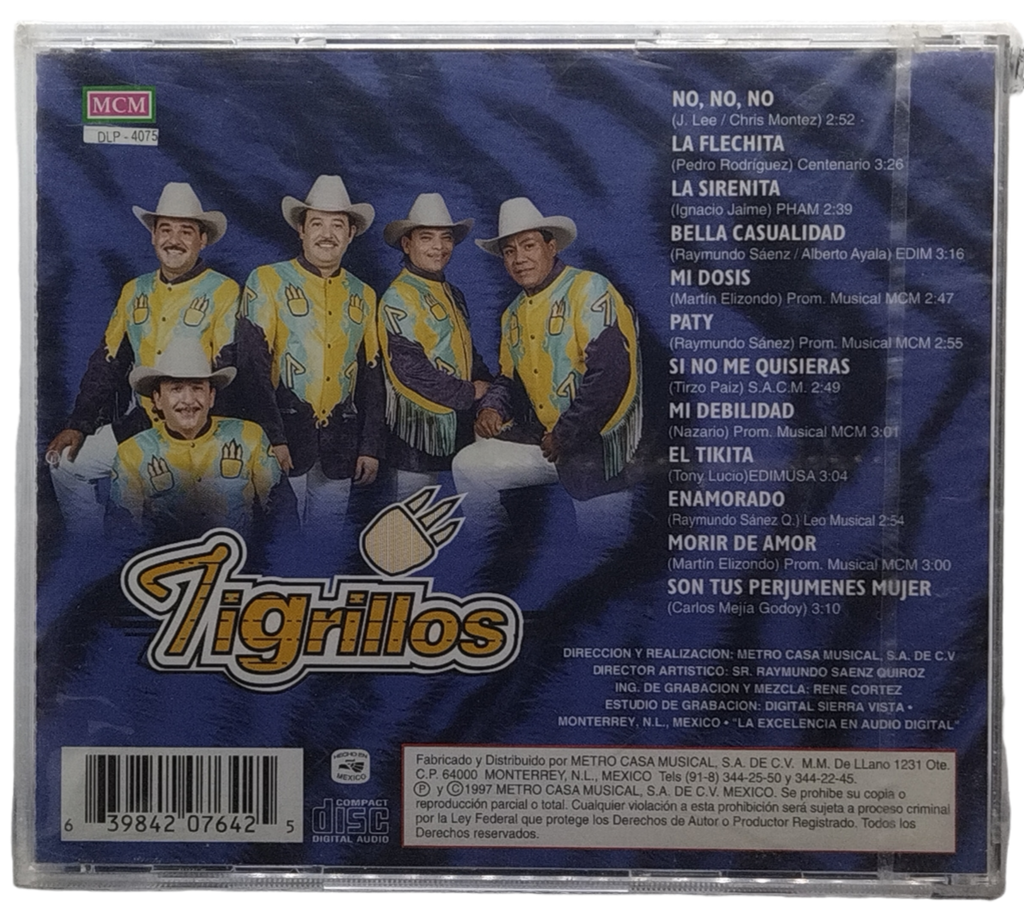 MCM
DLP - 4075
NO, NO, NO
(J. Lee / Chris Montez) 2:52
LA FLECHITA
(Pedro Rodríguez) Centenario 3:26
LA SIRENITA
(Ignacio Jaime) PHAM 2:39
BELLA CASUALIDAD
(Raymundo Sáenz / Alberto Ayala) EDIM 3:16
MI DOSIS
(Martín Elizondo) Prom. Musical MCM 2:47
PATY
(Raymundo Sánez) Prom. Musical MCM 2:55
SI NO ME QUISIERAS
(Tirzo Paiz) S.A.C.M. 2:49
MI DEBILIDAD
(Nazario) Prom. Musical MCM 3:01
EL TIKITA
(Tony Lucio)EDIMUSA 3:04
ENAMORADO
(Raymundo Sánez Q.) Leo Musical 2:54
MORIR DE AMOR
(Martín Elizondo) Prom. Musical MCM 3:00
SON TUS PERJUMENES MUJER
(Carlos Mejía Godoy) 3:10
Tigrillos
DIRECCION Y REALIZACION: METRO CASA MUSICAL, S.A. DE C.V
DIRECTOR ARTISTICO: SR. RAYMUNDO SAENZ QUIROZ
ING. DE GRABACION Y MEZCLA: RENE CORTEZ
ESTUDIO DE GRABACION: DIGITAL SIERRA VISTA •
MONTERREY, N.L., MEXICO • "LA EXCELENCIA EN AUDIO DIGITAL"
6 39842 07642 5
HECHO EN
MEXICO
COMPACT
disc
DIGITAL AUDIO
Fabricado y Distribuido por METRO CASA MUSICAL, S.A. DE C.V. M.M. De LLano 1231 Ote.
C.P. 64000 MONTERREY, N.L., MEXICO Tels (91-8) 344-25-50 y 344-22-45.
Ⓟ y Ⓒ1997 METRO CASA MUSICAL, S.A. DE C.V. MEXICO. Se prohibe su copia o
reproducción parcial o total. Cualquier violación a esta prohibición será sujeta a proceso criminal
por la Ley Federal que protege los Derechos de Autor o Productor Registrado. Todos los
Derechos reservados.